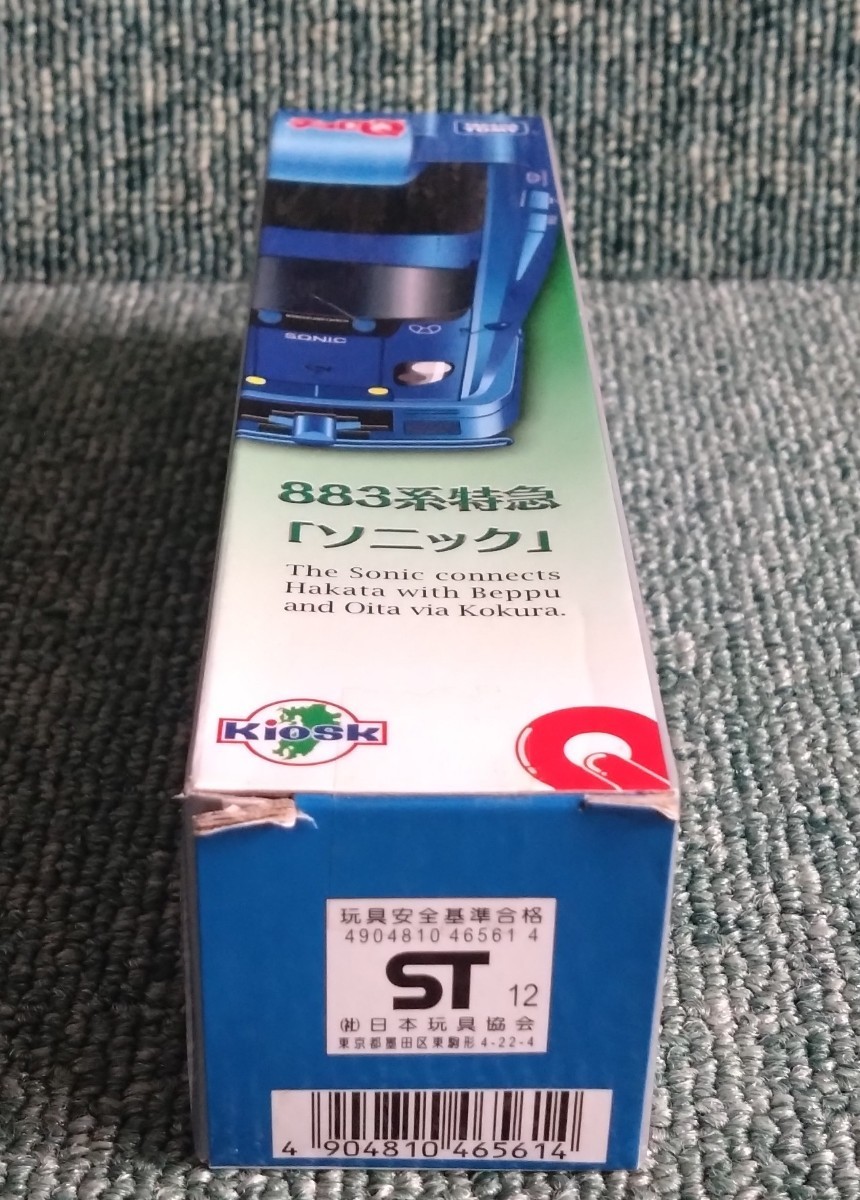 SONIC
883系特急
「ソニック」
The Sonic connects
Hakata with Beppu
and Oita via Kokura.
Kiosk
玩具安全基準合格
4904810 46561 4
ST 12
㈳日本玩具協会
東京都墨田区東駒形4-22-4
4 904810 465614